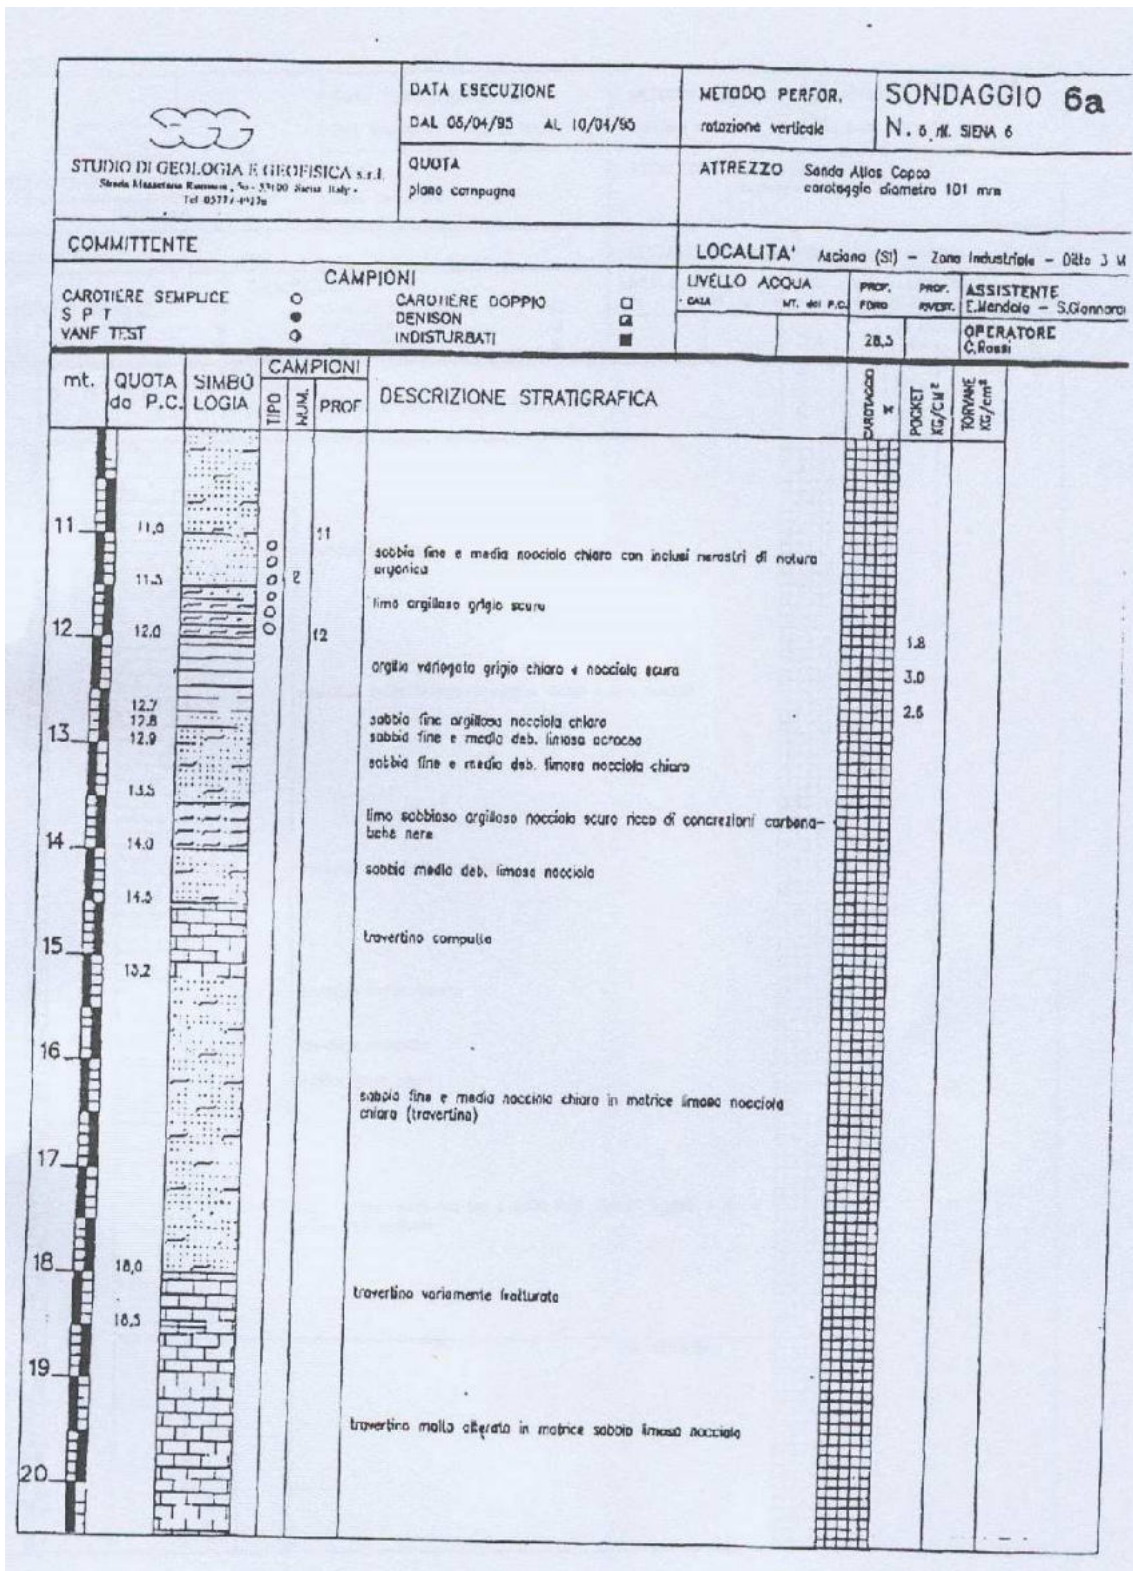 SGG
STUDIO DI GEOLOGIA E GEOFISICA s.r.l.
Tel
DATA ESECUZIONE
DAL 05/04/95 AL 10/04/95
METODO PERFOR.
rotazione verticale
SONDAGGIO 6a
N. 6 rif. SIENA 6
QUOTA
piano campagna
ATTREZZO Sonda Atlas Copco
carotaggio diametro 101 mm
COMMITTENTE
LOCALITA' Asciano (SI) - Zona Industriale - Ditta 3 M
CAMPIONI
CAROTIERE SEMPLICE
S P T
VANE TEST
CAROTIERE DOPPIO
DENISON
INDISTURBATI
LIVELLO ACQUA
MT. dal P.C.
PROF. FORO
28,5
PROF. RIVEST.
ASSISTENTE
E.Mendola -
OPERATORE
C.Rossi
mt.
QUOTA da P.C.
SIMBOLOGIA
CAMPIONI
TIPO
NUM.
PROF
DESCRIZIONE STRATIGRAFICA
CAROTAGGIO
POCKET KG/CM²
TORVANE KG/cm²
11 11,0 11
sabbia fine e media nocciola chiaro con inclusi nerastri di natura
organica
11.5 2
limo argilloso grigio scuro
12 12.0 12
1.8
argilla variegata grigio chiaro e nocciola scura
3.0
12.7 2.6
12.8 sabbia fine argillosa nocciola chiaro
13 12.9 sabbia fine e media deb. limosa ocracea
sabbia fine e media deb. limosa nocciola chiaro
13.5
limo sabbioso argilloso nocciola scuro ricco di concrezioni carbona-
tiche nere
14 14.0
sabbia media deb. limosa nocciola
14.5
travertino compatto
15
15.2
16
sabbia fine e media nocciola chiaro in matrice limosa nocciola
chiara (travertino)
17
18 18,0
travertino variamente fratturato
18.5
19
travertino molto alterato in matrice sabbio limosa nocciola
20